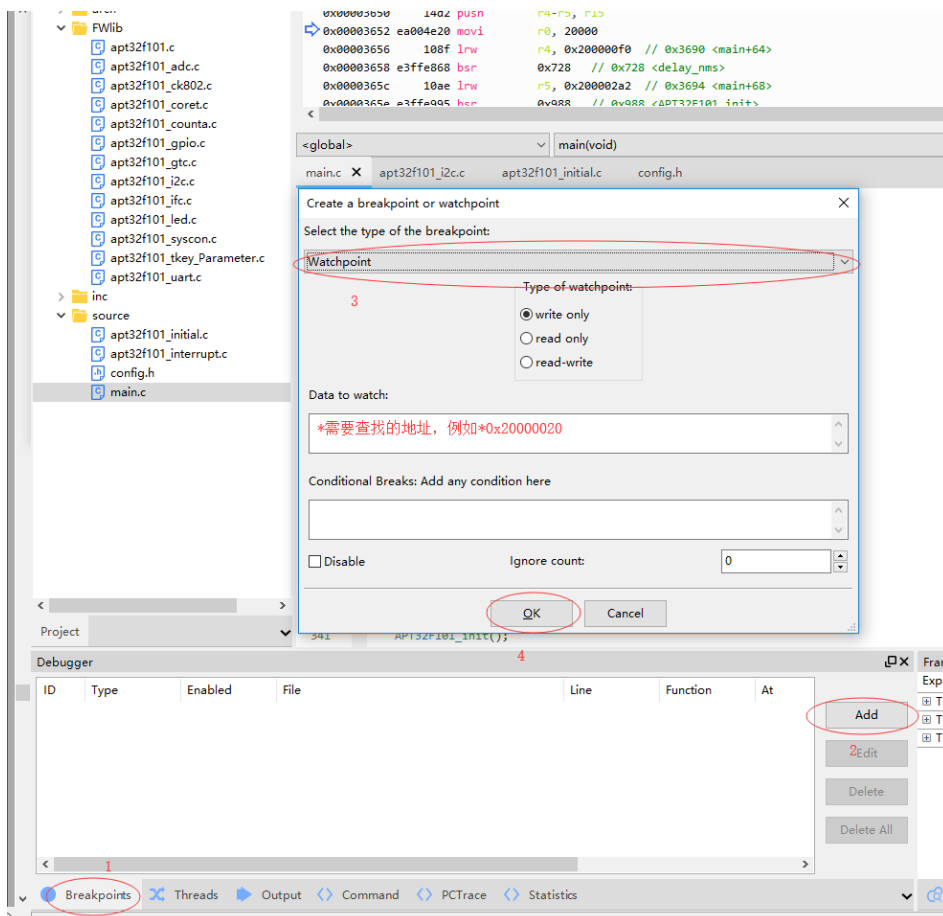 arch
FWlib
apt32f101.c
apt32f101_adc.c
apt32f101_ck802.c
apt32f101_coret.c
apt32f101_counta.c
apt32f101_gpio.c
apt32f101_gtc.c
apt32f101_i2c.c
apt32f101_ifc.c
apt32f101_led.c
apt32f101_syscon.c
apt32f101_tkey_Parameter.c
apt32f101_uart.c
inc
source
apt32f101_initial.c
apt32f101_interrupt.c
config.h
main.c
Project
0x00003650 14d2 push r4-r5, r15
0x00003652 ea004e20 movi r0, 20000
0x00003656 108f lrw r4, 0x200000f0 // 0x3690 <main+64>
0x00003658 e3ffe868 bsr 0x728 // 0x728 <delay_nms>
0x0000365c 10ae lrw r5, 0x200002a2 // 0x3694 <main+68>
0x0000365e e3ffe995 bsr 0x988 // 0x988 <APT32F101_init>
<global> main(void)
main.c apt32f101_i2c.c apt32f101_initial.c config.h
Create a breakpoint or watchpoint
Select the type of the breakpoint:
Watchpoint
3
Type of watchpoint:
write only
read only
read-write
Data to watch:
*需要查找的地址，例如*0x20000020
Conditional Breaks: Add any condition here
Disable Ignore count: 0
OK Cancel
341 APT32F101_init();
4
Debugger
ID Type Enabled File Line Function At
Add
2
Edit
Delete
Delete All
1
Breakpoints Threads Output Command PCTrace Statistics